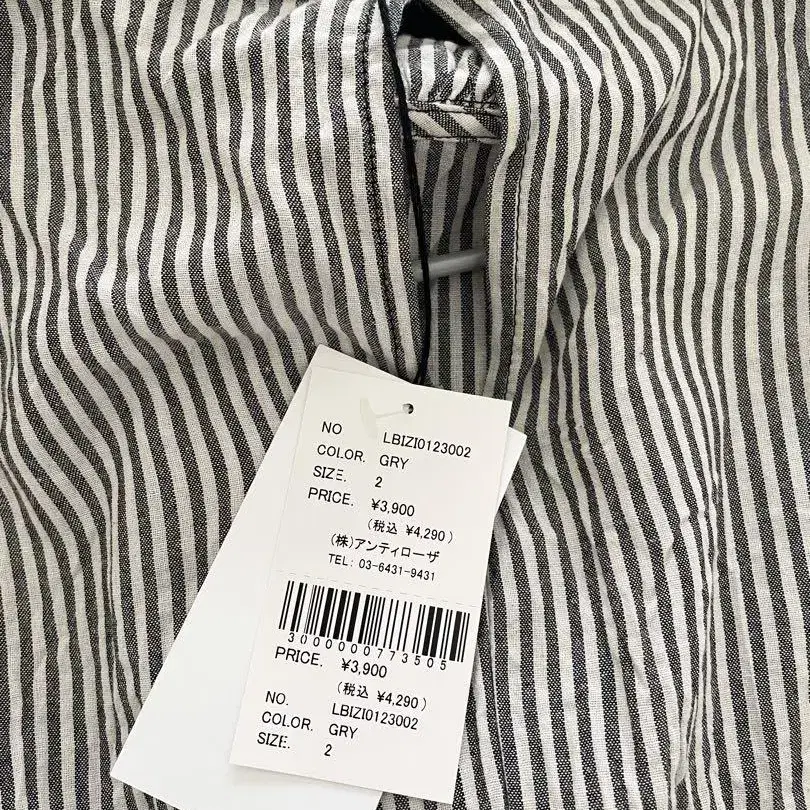 NO LBIZI0123002
COLOR. GRY
SIZE. 2
PRICE. ¥3,900
(税込 ¥4,290)
(株)アンティローザ
TEL: 03-6431-9431
3000000773505
PRICE. ¥3,900
(税込 ¥4,290)
NO. LBIZI0123002
COLOR. GRY
SIZE. 2